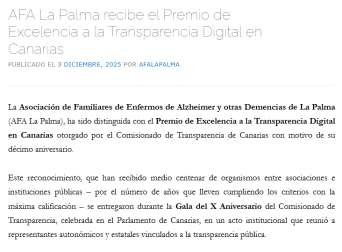 AFA La Palma recibe el Premio de
Excelencia a la Transparencia Digital en
Canarias
PUBLICADO EL 3 DICIEMBRE, 2025 POR AFALAPALMA
La Asociación de Familiares de Enfermos de Alzheimer y otras Demencias de La Palma
(AFA La Palma), ha sido distinguida con el Premio de Excelencia a la Transparencia Digital
en Canarias otorgado por el Comisionado de Transparencia de Canarias con motivo de su
décimo aniversario.
Este reconocimiento, que han recibido medio centenar de organismos entre asociaciones e
instituciones públicas – por el número de años que lleven cumpliendo los criterios con la
máxima calificación – se entregaron durante la Gala del X Aniversario del Comisionado de
Transparencia, celebrada en el Parlamento de Canarias, en un acto institucional que reunió a
representantes autonómicos y estatales vinculados a la transparencia pública.